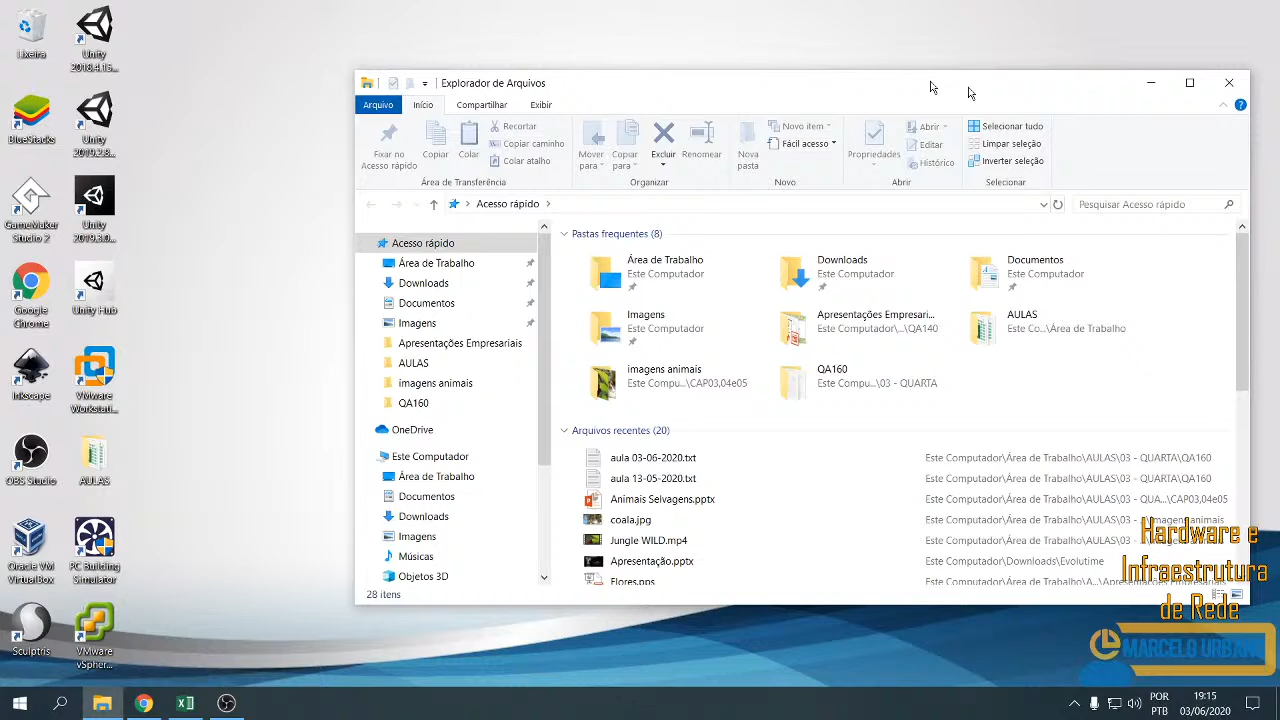 Lixeira
Unity
2018.4.13...
BlueStacks
Unity
2019.2.8...
GameMaker
Studio 2
Unity
2019.3.0...
Google
Chrome
Unity Hub
Inkscape
VMware
Workstati...
OBS Studio
AULAS
Oracle VM
VirtualBox
PC Building
Simulator
Sculptris
VMware
vSpher...
Explorador de Arquivos
Arquivo Início Compartilhar Exibir
Fixar no
Acesso rápido
Copiar
Colar
Recortar
Copiar caminho
Colar atalho
Área de Transferência
Mover
para
Copiar
para
Excluir
Renomear
Organizar
Nova
pasta
Novo item
Fácil acesso
Novo
Propriedades
Abrir
Editar
Histórico
Abrir
Selecionar tudo
Limpar seleção
Inverter seleção
Selecionar
Acesso rápido
Pesquisar Acesso rápido
Acesso rápido
Área de Trabalho
Downloads
Documentos
Imagens
Apresentações Empresariais
AULAS
imagens animais
QA160
OneDrive
Este Computador
Área de Trabalho
Documentos
Downloads
Imagens
Músicas
Objetos 3D
Pastas frequentes (8)
Área de Trabalho
Este Computador
Downloads
Este Computador
Documentos
Este Computador
Imagens
Este Computador
Apresentações Empresari...
Este Computador\...\QA140
AULAS
Este Co...\Área de Trabalho
imagens animais
Este Compu...\CAP03,04e05
QA160
Este Compu...\03 - QUARTA
Arquivos recentes (20)
aula 03-06-2020.txt Este Computador\Área de Trabalho\AULAS\03 - QUARTA\QA160
aula 13-05-2020.txt Este Computador\Área de Trabalho\AULAS\03 - QUARTA\QA160
Animais Selvagens.pptx Este Computador\Área de Trabalho\AULAS\03 - QUA...\CAP03,04e05
coala.jpg Este Computador\Área de Trabalho\AULAS\03 - animais
Jungle WILD.mp4 Este Computador\Área de Trabalho\AULAS\03
Apresentação.pptx Este Computador\Downloads\Evolutime
Flores.pps Este Computador\Área de Trabalho\A...\Apresentações Empresariais
28 itens
Hardware e
Infraestrutura
de Rede
MARCELO URBAN
POR
PTB
19:15
03/06/2020